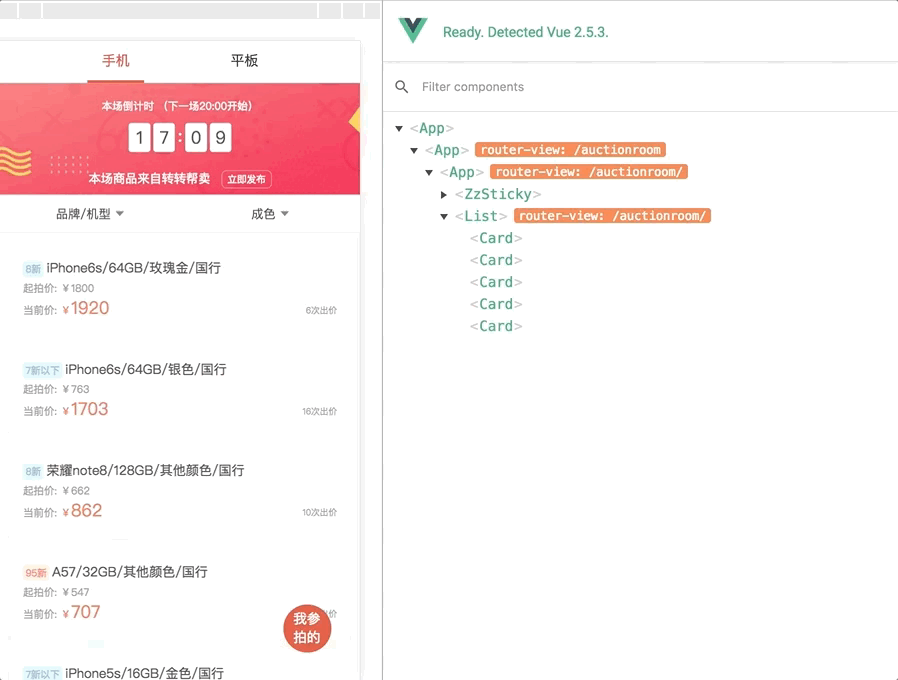 手机 平板
本场倒计时 （下一场20:00开始）
17:09
本场商品来自转转帮卖 立即发布
品牌/机型 成色
8新 iPhone6s/64GB/玫瑰金/国行
起拍价: ￥1800
当前价: ￥1920 6次出价
7新以下 iPhone6s/64GB/银色/国行
起拍价: ￥763
当前价: ￥1703 16次出价
8新 荣耀note8/128GB/其他颜色/国行
起拍价: ￥662
当前价: ￥862 10次出价
95新 A57/32GB/其他颜色/国行
起拍价: ￥547
当前价: ￥707 出价
我参
拍的
7新以下 iPhone5s/16GB/金色/国行
Ready. Detected Vue 2.5.3.
Filter components
<App>
<App> router-view: /auctionroom
<App> router-view: /auctionroom/
<ZzSticky>
<List> router-view: /auctionroom/
<Card>
<Card>
<Card>
<Card>
<Card>